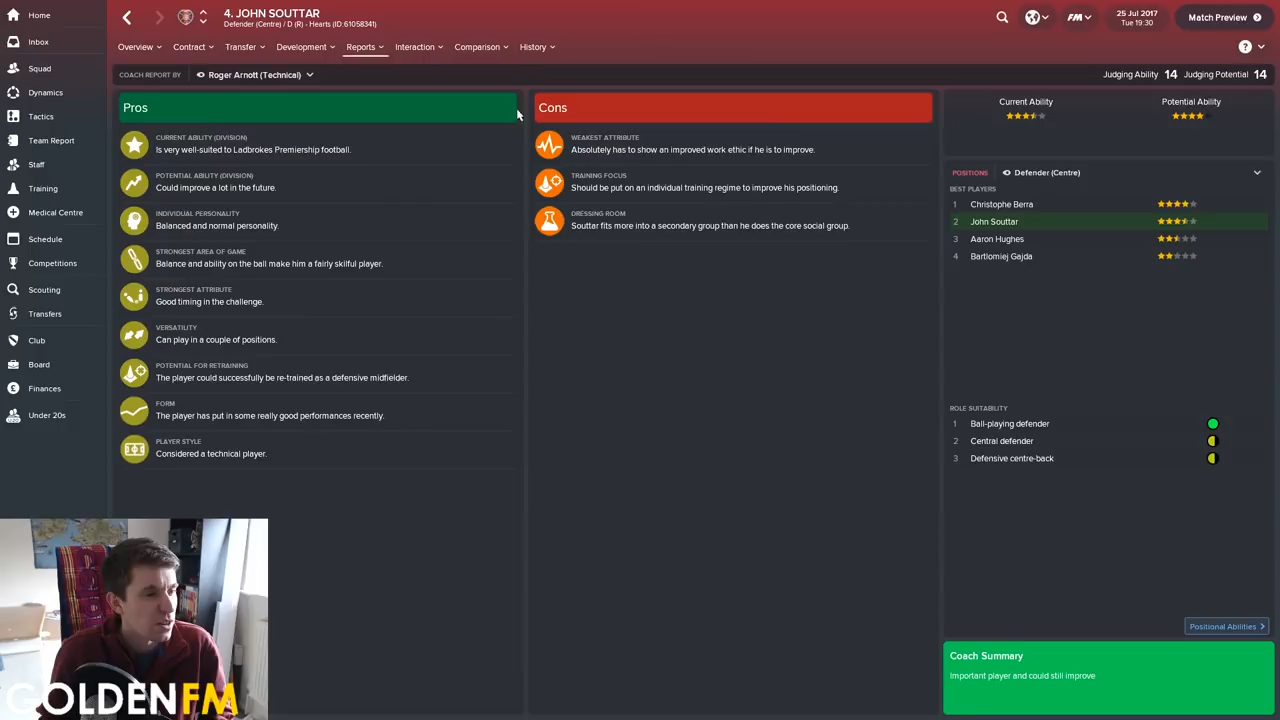 Home
Inbox
Squad
Dynamics
Tactics
Team Report
Staff
Training
Medical Centre
Schedule
Competitions
Scouting
Transfers
Club
Board
Finances
Under 20s
4. JOHN SOUTTAR
Defender (Centre) / D (R) - Hearts (ID:61058341)
FM
25 Jul 2017
Tue 19:30
Match Preview
Overview
Contract
Transfer
Development
Reports
Interaction
Comparison
History
?
COACH REPORT BY
Roger Arnott (Technical)
Judging Ability 14 Judging Potential 14
Pros
CURRENT ABILITY (DIVISION)
Is very well-suited to Ladbrokes Premiership football.
POTENTIAL ABILITY (DIVISION)
Could improve a lot in the future.
INDIVIDUAL PERSONALITY
Balanced and normal personality.
STRONGEST AREA OF GAME
Balance and ability on the ball make him a fairly skilful player.
STRONGEST ATTRIBUTE
Good timing in the challenge.
VERSATILITY
Can play in a couple of positions.
POTENTIAL FOR RETRAINING
The player could successfully be re-trained as a defensive midfielder.
FORM
The player has put in some really good performances recently.
PLAYER STYLE
Considered a technical player.
Cons
WEAKEST ATTRIBUTE
Absolutely has to show an improved work ethic if he is to improve.
TRAINING FOCUS
Should be put on an individual training regime to improve his positioning.
DRESSING ROOM
Souttar fits more into a secondary group than he does the core social group.
Current Ability
Potential Ability
POSITIONS
Defender (Centre)
BEST PLAYERS
1 Christophe Berra
2 John Souttar
3 Aaron Hughes
4 Bartlomiej Gajda
ROLE SUITABILITY
1 Ball-playing defender
2 Central defender
3 Defensive centre-back
Positional Abilities
Coach Summary
Important player and could still improve
GOLDENFM